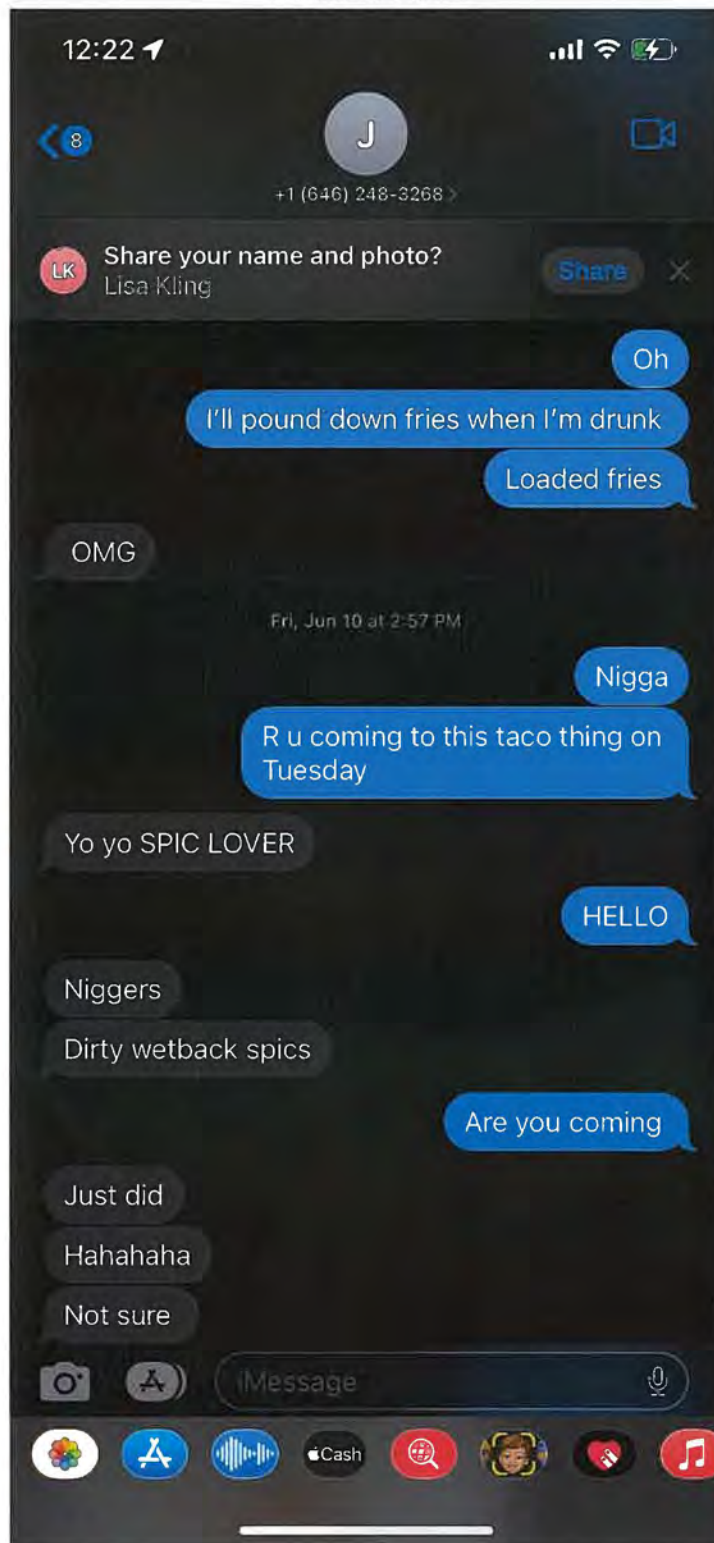 12:22
8
J
+1 (646) 248-3268 >
LK
Share your name and photo?
Lisa Kling
Share
Oh
I'll pound down fries when I'm drunk
Loaded fries
OMG
Fri, Jun 10 at 2:57 PM
Nigga
R u coming to this taco thing on
Tuesday
Yo yo SPIC LOVER
HELLO
Niggers
Dirty wetback spics
Are you coming
Just did
Hahahaha
Not sure
iMessage
Cash